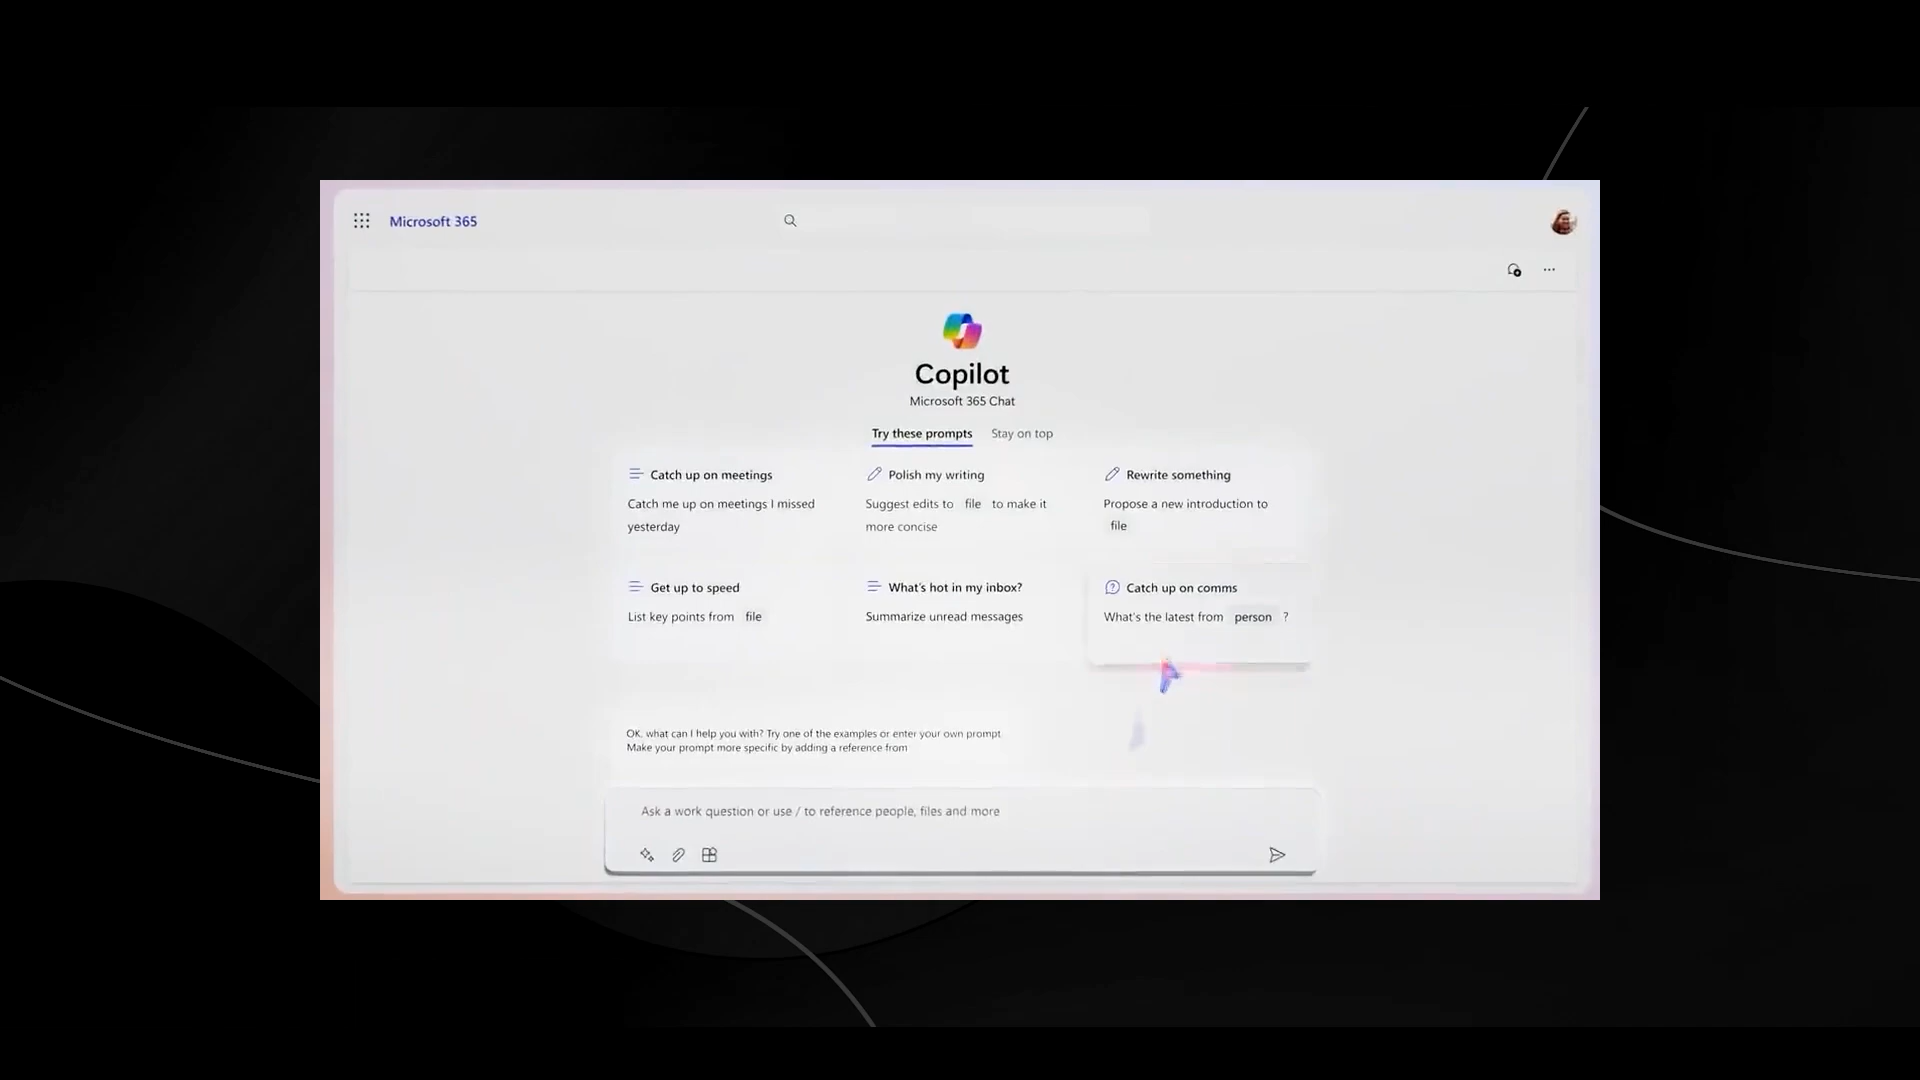 Microsoft 365
Copilot
Microsoft 365 Chat
Try these prompts
Stay on top
Catch up on meetings
Catch me up on meetings I missed
yesterday
Polish my writing
Suggest edits to file to make it
more concise
Rewrite something
Propose a new introduction to
file
Get up to speed
List key points from file
What's hot in my inbox?
Summarize unread messages
Catch up on comms
What's the latest from person ?
OK, what can I help you with? Try one of the examples or enter your own prompt
Make your prompt more specific by adding a reference from
Ask a work question or use / to reference people, files and more